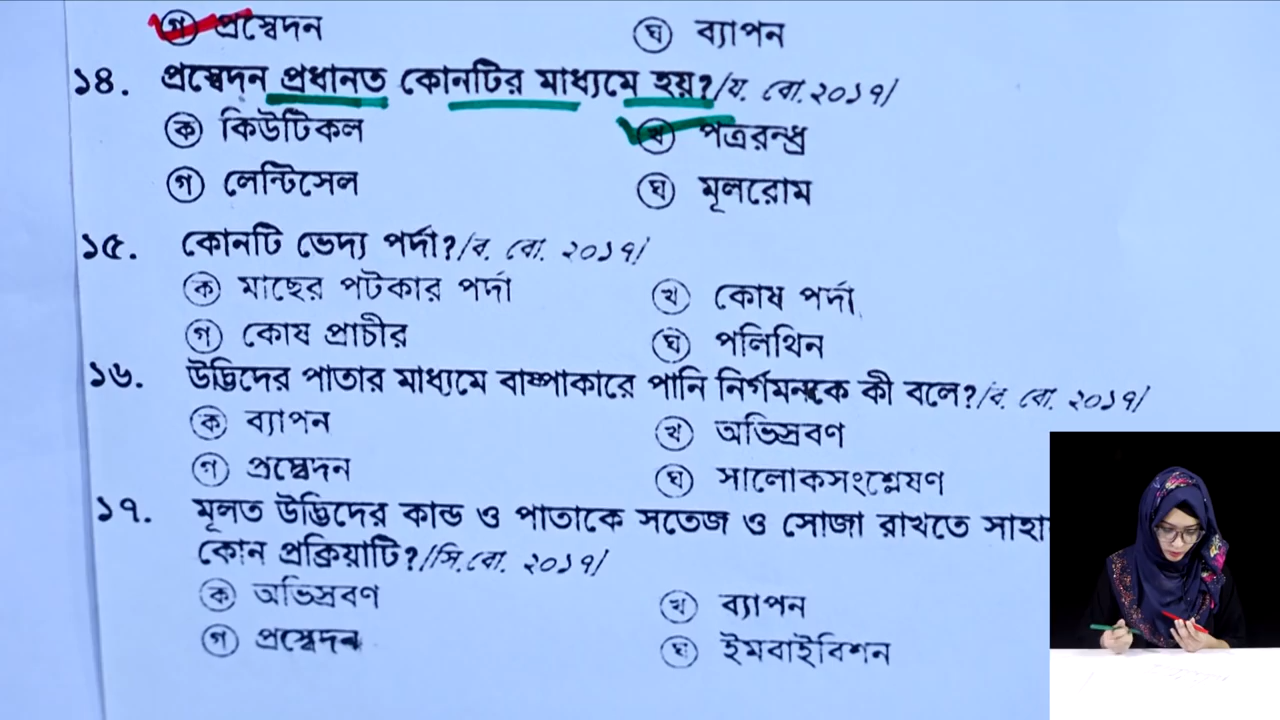 গ প্রস্বেদন ঘ ব্যাপন
১৪. প্রস্বেদন প্রধানত কোনটির মাধ্যমে হয়? /য. বো. ২০১৭/
ক কিউটিকল খ পত্ররন্ধ্র
গ লেন্টিসেল ঘ মূলরোম
১৫. কোনটি ভেদ্য পর্দা? /ব. বো. ২০১৭/
ক মাছের পটকার পর্দা খ কোষ পর্দা
গ কোষ প্রাচীর ঘ পলিথিন
১৬. উদ্ভিদের পাতার মাধ্যমে বাষ্পাকারে পানি নির্গমনকে কী বলে? /ব. বো. ২০১৭/
ক ব্যাপন খ অভিস্রবণ
গ প্রস্বেদন ঘ সালোকসংশ্লেষণ
১৭. মূলত উদ্ভিদের কান্ড ও পাতাকে সতেজ ও সোজা রাখতে সাহা
কোন প্রক্রিয়াটি? /সি. বো. ২০১৭/
ক অভিস্রবণ খ ব্যাপন
গ প্রস্বেদন ঘ ইমবাইবিশন